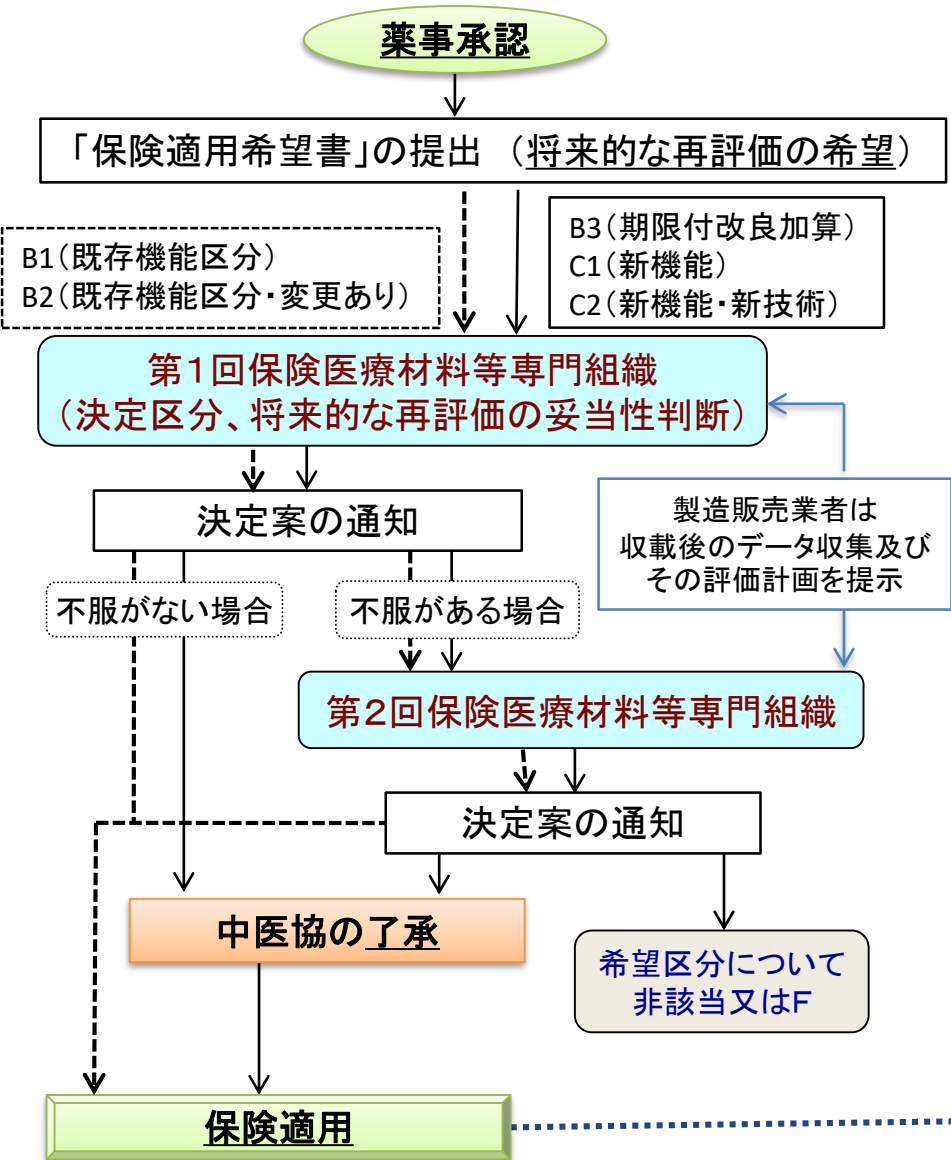 薬事承認
「保険適用希望書」の提出 （将来的な再評価の希望）
B1（既存機能区分）
B2（既存機能区分・変更あり）
B3（期限付改良加算）
C1（新機能）
C2（新機能・新技術）
第１回保険医療材料等専門組織
（決定区分、将来的な再評価の妥当性判断）
決定案の通知
製造販売業者は
収載後のデータ収集及び
その評価計画を提示
不服がない場合
不服がある場合
第２回保険医療材料等専門組織
決定案の通知
中医協の了承
希望区分について
非該当又はＦ
保険適用